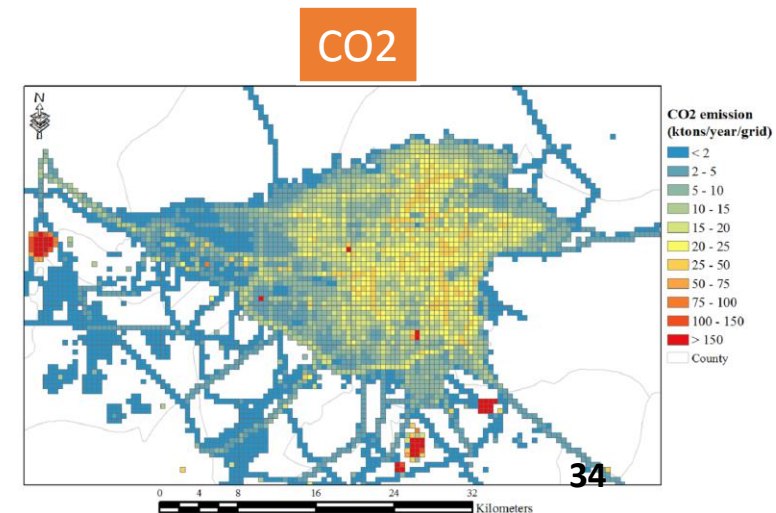 CO2
N
CO2 emission
(ktons/year/grid)
< 2
2 - 5
5 - 10
10 - 15
15 - 20
20 - 25
25 - 50
50 - 75
75 - 100
100 - 150
> 150
County
34
0 4 8 16 24 32
Kilometers